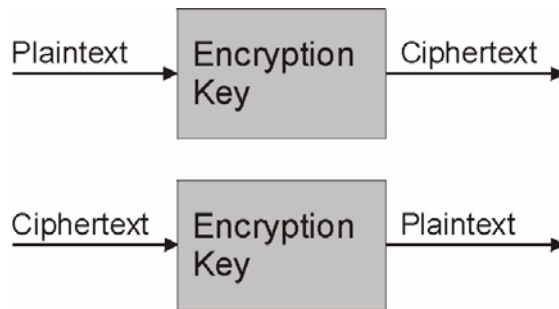 Plaintext
Encryption
Key
Ciphertext
Ciphertext
Encryption
Key
Plaintext